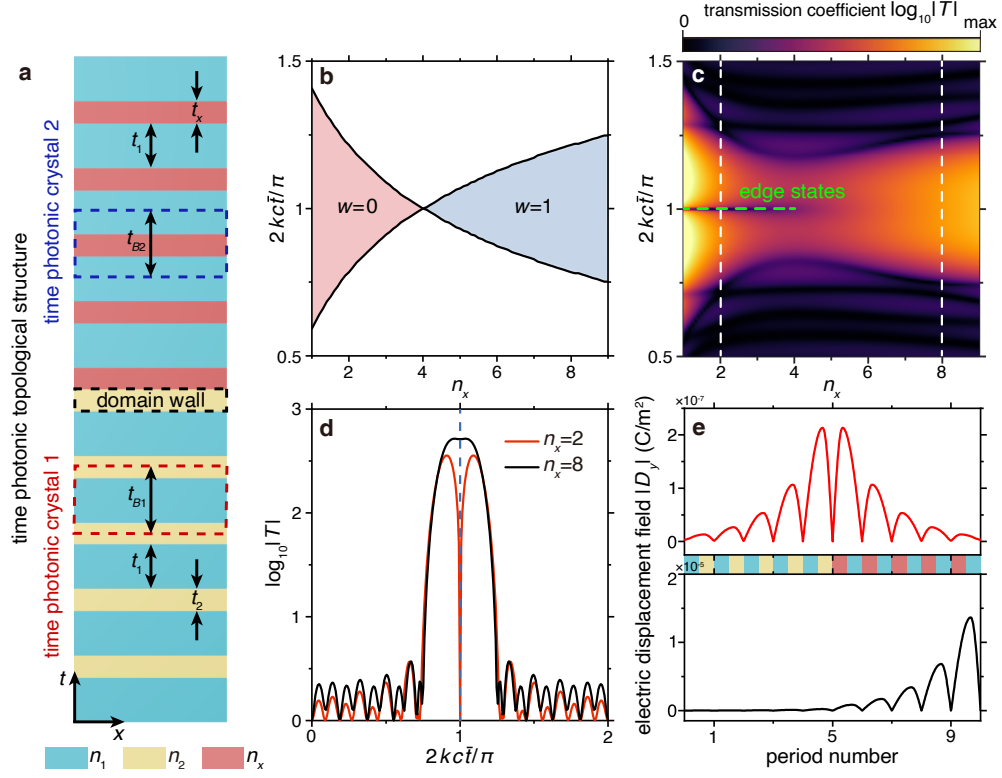 a
time photonic topological structure
time photonic crystal 2
time photonic crystal 1
t_x
t_1
t_B2
domain wall
t_B1
t_1
t_2
t
x
n_1
n_2
n_x
b
1.5
1.0
0.5
2kct̄/π
w=0
w=1
2
4
6
8
n_x
0
transmission coefficient log₁₀|T|
max
c
1.5
1.0
0.5
2kct̄/π
edge states
2
4
6
8
n_x
d
3
2
1
0
log₁₀|T|
n_x=2
n_x=8
0
1
2
2kct̄/π
e
×10⁻⁷
2
1
0
×10⁻⁵
2
1
0
electric displacement field |D_y| (C/m²)
1
5
9
period number